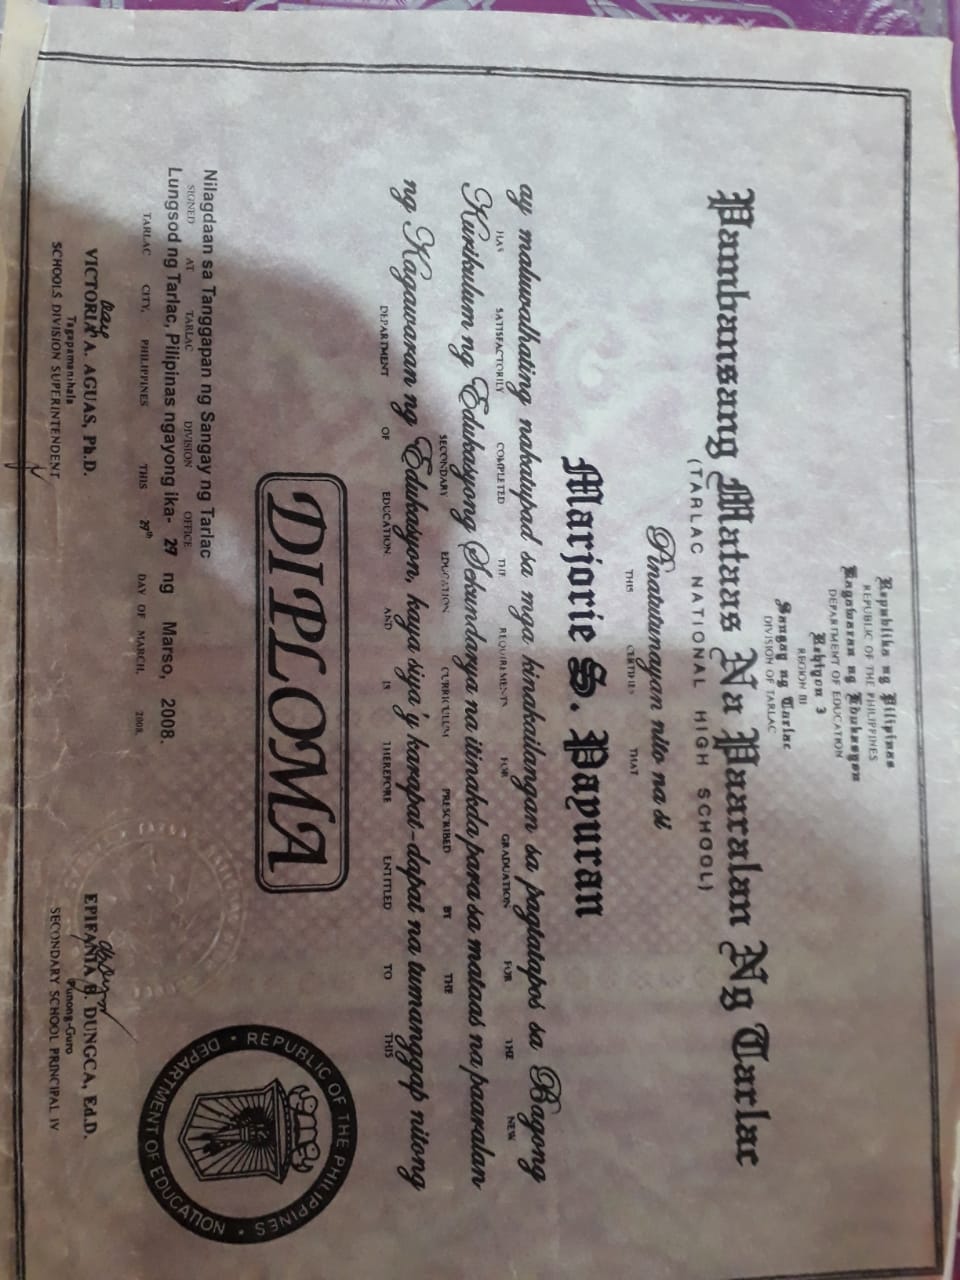 Republika ng Pilipinas
REPUBLIC OF THE PHILIPPINES
Kagawaran ng Edukasyon
DEPARTMENT OF EDUCATION
Rehiyon 3
REGION III
Sangay ng Tarlac
DIVISION OF TARLAC
Pambansang Mataas Na Paaralan Ng Tarlac
(TARLAC NATIONAL HIGH SCHOOL)
Pinatutunayan nito na si
THIS CERTIFIES THAT
Marjorie S. Payuran
ay maluwalhating nakatupad sa mga kinakailangan sa pagtatapos sa Bagong
HAS SATISFACTORILY COMPLETED THE REQUIREMENTS FOR GRADUATION FOR THE NEW
Kurikulum ng Edukasyong Sekundarya na itinakda para sa mataas na paaralan
SECONDARY EDUCATION CURRICULUM PRESCRIBED BY THE
ng Kagawaran ng Edukasyon, kaya siya'y karapat-dapat na tumanggap nitong
DEPARTMENT OF EDUCATION AND IS THEREFORE ENTITLED TO THIS
DIPLOMA
Nilagdaan sa Tanggapan ng Sangay ng Tarlac
SIGNED AT TARLAC DIVISION OFFICE
Lungsod ng Tarlac, Pilipinas ngayong ika- 29 ng Marso, 2008.
TARLAC CITY, PHILIPPINES THIS 29th DAY OF MARCH, 2008.
VICTORIA A. AGUAS, Ph.D.
Tagapamanihala
SCHOOLS DIVISION SUPERINTENDENT
EPIFANIA B. DUNGCA, Ed.D.
Punong-Guro
SECONDARY SCHOOL PRINCIPAL IV
REPUBLIC OF THE PHILIPPINES • DEPARTMENT OF EDUCATION •